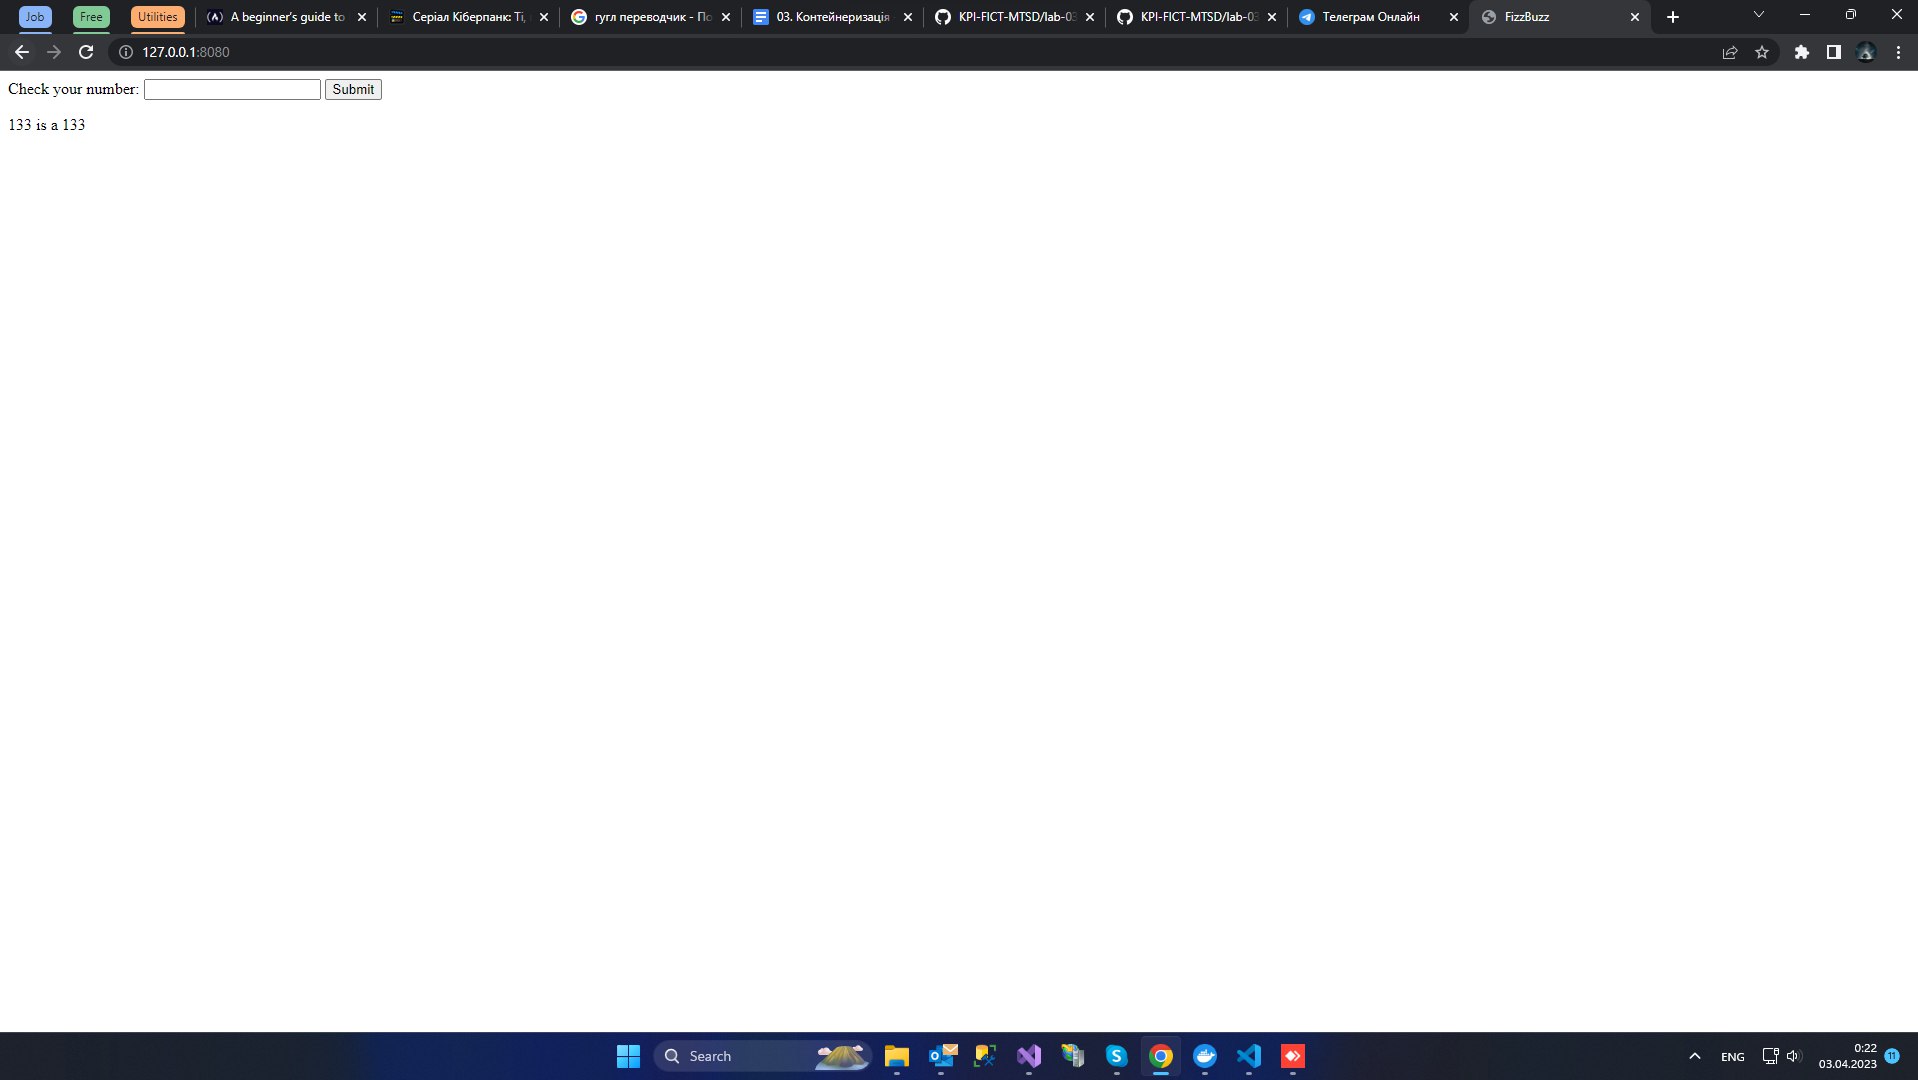 Job Free Utilities A beginner's guide to Серіал Кіберпанк: Ті, гугл переводчик - По 03. Контейнеризація KPI-FICT-MTSD/lab-03 KPI-FICT-MTSD/lab-03 Телеграм Онлайн FizzBuzz
127.0.0.1:8080
Check your number: Submit
133 is a 133
Search ENG 0:22 11
03.04.2023